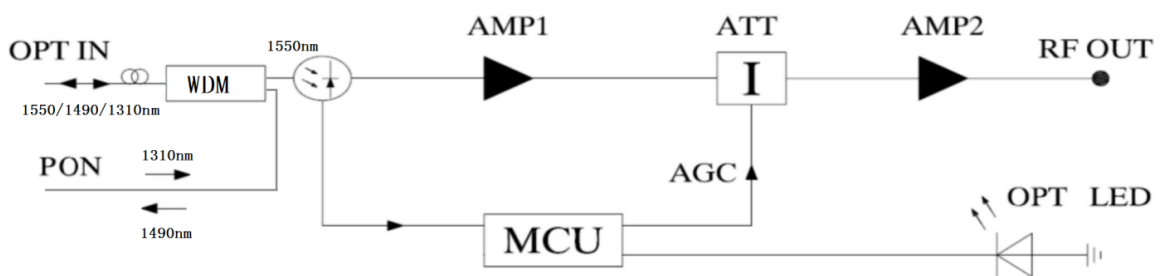 AMP1
ATT
AMP2
1550nm
OPT IN
RF OUT
WDM
I
1550/1490/1310nm
PON
1310nm
AGC
1490nm
MCU
OPT LED